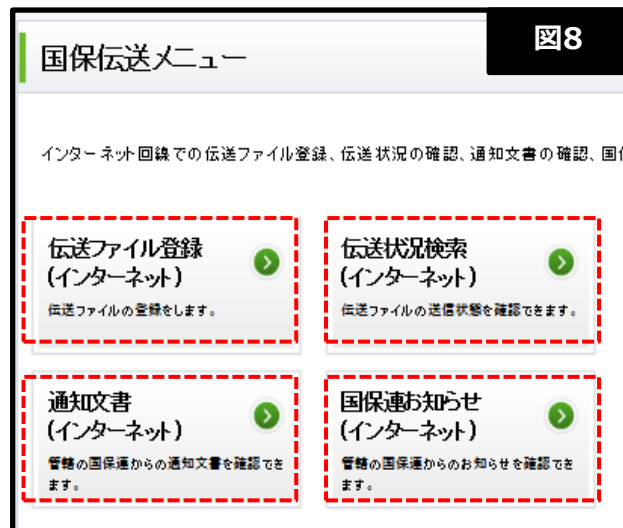 図8
国保伝送メニュー
インターネット回線での伝送ファイル登録、伝送状況の確認、通知文書の確認、国
伝送ファイル登録
(インターネット)
伝送ファイルの登録をします。
伝送状況検索
(インターネット)
伝送ファイルの送信状態を確認できます。
通知文書
(インターネット)
管轄の国保連からの通知文書を確認でき
ます。
国保連お知らせ
(インターネット)
管轄の国保連からのお知らせを確認でき
ます。